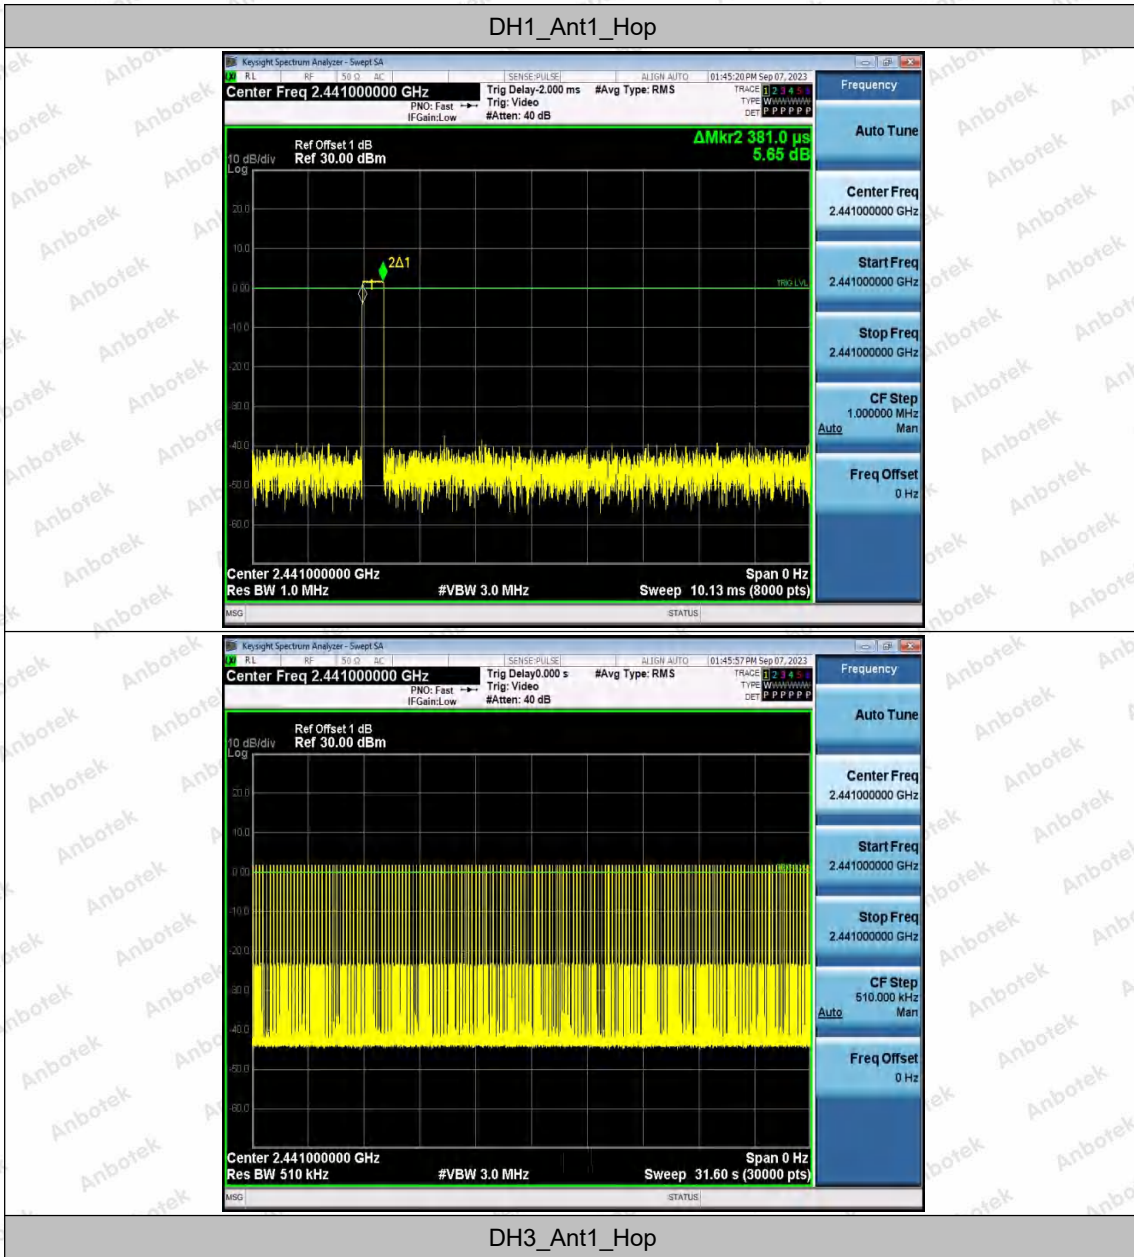 DH1_Ant1_Hop
Keysight Spectrum Analyzer - Swept SA
RL RF 50 Ω AC SENSE:PULSE ALIGN AUTO 01:45:20 PM Sep 07, 2023
Center Freq 2.441000000 GHz
PNO: Fast
IFGain:Low
Trig Delay-2.000 ms
Trig: Video
#Atten: 40 dB
#Avg Type: RMS
TRACE 1 2 3 4 5 6
TYPE WWWWWW
DET P P P P P P
Ref Offset 1 dB
10 dB/div Ref 30.00 dBm
Log
ΔMkr2 381.0 µs
5.65 dB
20.0
10.0
0.00
-10.0
-20.0
-30.0
-40.0
-50.0
-60.0
2Δ1
1
TRIG LVL
Center 2.441000000 GHz Span 0 Hz
Res BW 1.0 MHz #VBW 3.0 MHz Sweep 10.13 ms (8000 pts)
MSG STATUS
Frequency
Auto Tune
Center Freq
2.441000000 GHz
Start Freq
2.441000000 GHz
Stop Freq
2.441000000 GHz
CF Step
1.000000 MHz
Auto Man
Freq Offset
0 Hz
Keysight Spectrum Analyzer - Swept SA
RL RF 50 Ω AC SENSE:PULSE ALIGN AUTO 01:45:57 PM Sep 07, 2023
Center Freq 2.441000000 GHz
PNO: Fast
IFGain:Low
Trig Delay0.000 s
Trig: Video
#Atten: 40 dB
#Avg Type: RMS
TRACE 1 2 3 4 5 6
TYPE WWWWWW
DET P P P P P P
Ref Offset 1 dB
10 dB/div Ref 30.00 dBm
Log
20.0
10.0
0.00
-10.0
-20.0
-30.0
-40.0
-50.0
-60.0
Center 2.441000000 GHz Span 0 Hz
Res BW 510 kHz #VBW 3.0 MHz Sweep 31.60 s (30000 pts)
MSG STATUS
Frequency
Auto Tune
Center Freq
2.441000000 GHz
Start Freq
2.441000000 GHz
Stop Freq
2.441000000 GHz
CF Step
510.000 kHz
Auto Man
Freq Offset
0 Hz
DH3_Ant1_Hop
Anbotek